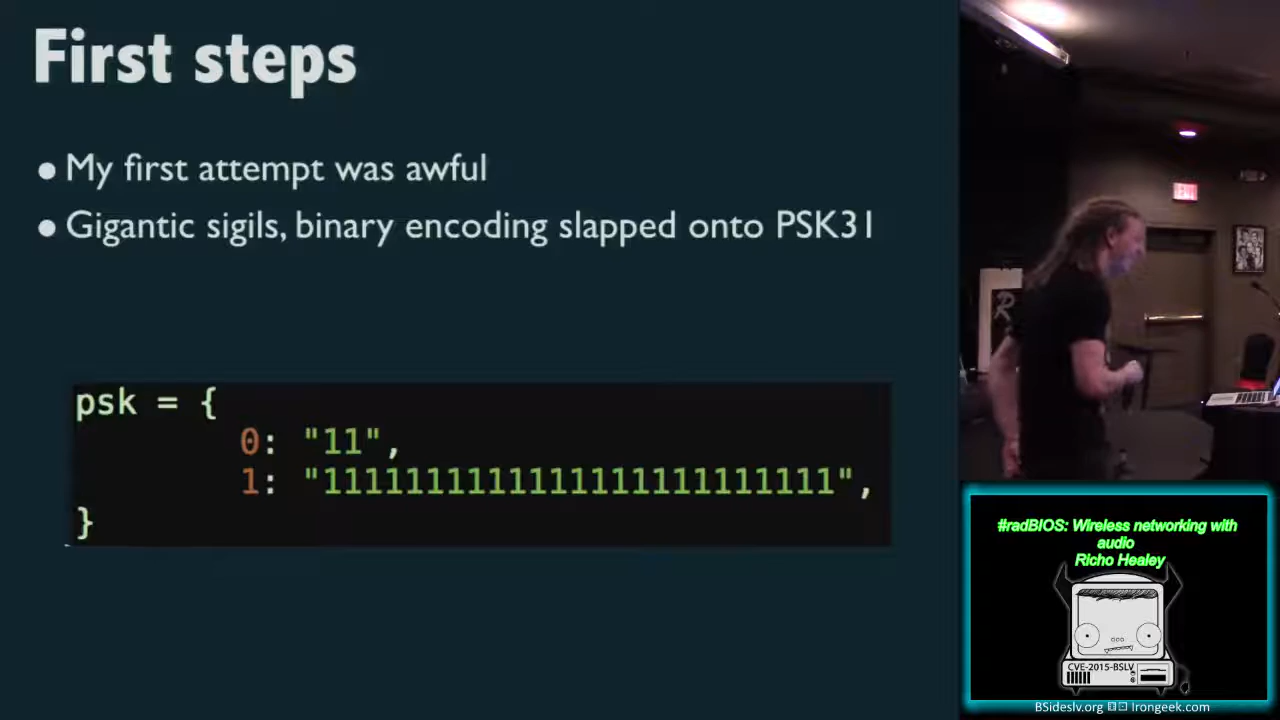 First steps
• My first attempt was awful
• Gigantic sigils, binary encoding slapped onto PSK31
psk = {
0: "11",
1: "1111111111111111111111111",
}
R
EXIT
#radBIOS: Wireless networking with
audio
Richo Healey
CVE-2015-BSLV
BSideslv.org Irongeek.com